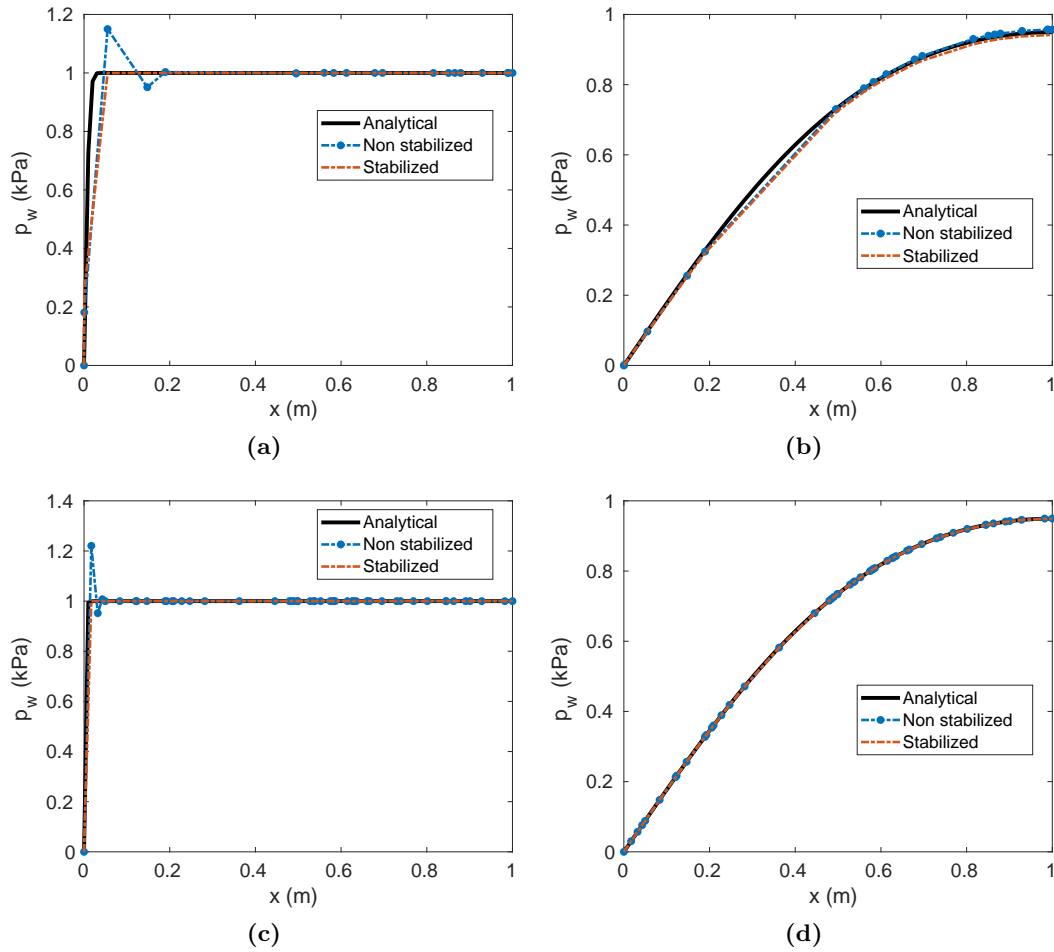 1.2
1
0.8
0.6
0.4
0.2
0
p_w (kPa)
Analytical
Non stabilized
Stabilized
0 0.2 0.4 0.6 0.8 1
x (m)
(a)
1
0.8
0.6
0.4
0.2
0
p_w (kPa)
Analytical
Non stabilized
Stabilized
0 0.2 0.4 0.6 0.8 1
x (m)
(b)
1.4
1.2
1
0.8
0.6
0.4
0.2
0
p_w (kPa)
Analytical
Non stabilized
Stabilized
0 0.2 0.4 0.6 0.8 1
x (m)
(c)
1
0.8
0.6
0.4
0.2
0
p_w (kPa)
Analytical
Non stabilized
Stabilized
0 0.2 0.4 0.6 0.8 1
x (m)
(d)